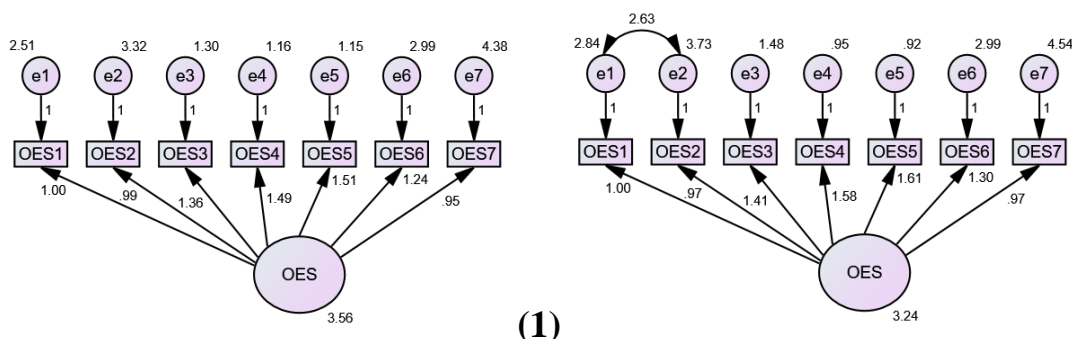 2.63
2.51 3.32 1.30 1.16 1.15 2.99 4.38 2.84 3.73 1.48 .95 .92 2.99 4.54
e1 e2 e3 e4 e5 e6 e7 e1 e2 e3 e4 e5 e6 e7
1 1 1 1 1 1 1 1 1 1 1 1 1 1
OES1 OES2 OES3 OES4 OES5 OES6 OES7 OES1 OES2 OES3 OES4 OES5 OES6 OES7
1.00 .99 1.36 1.49 1.51 1.24 .95 1.00 .97 1.41 1.58 1.61 1.30 .97
OES OES
3.56 3.24
(1)